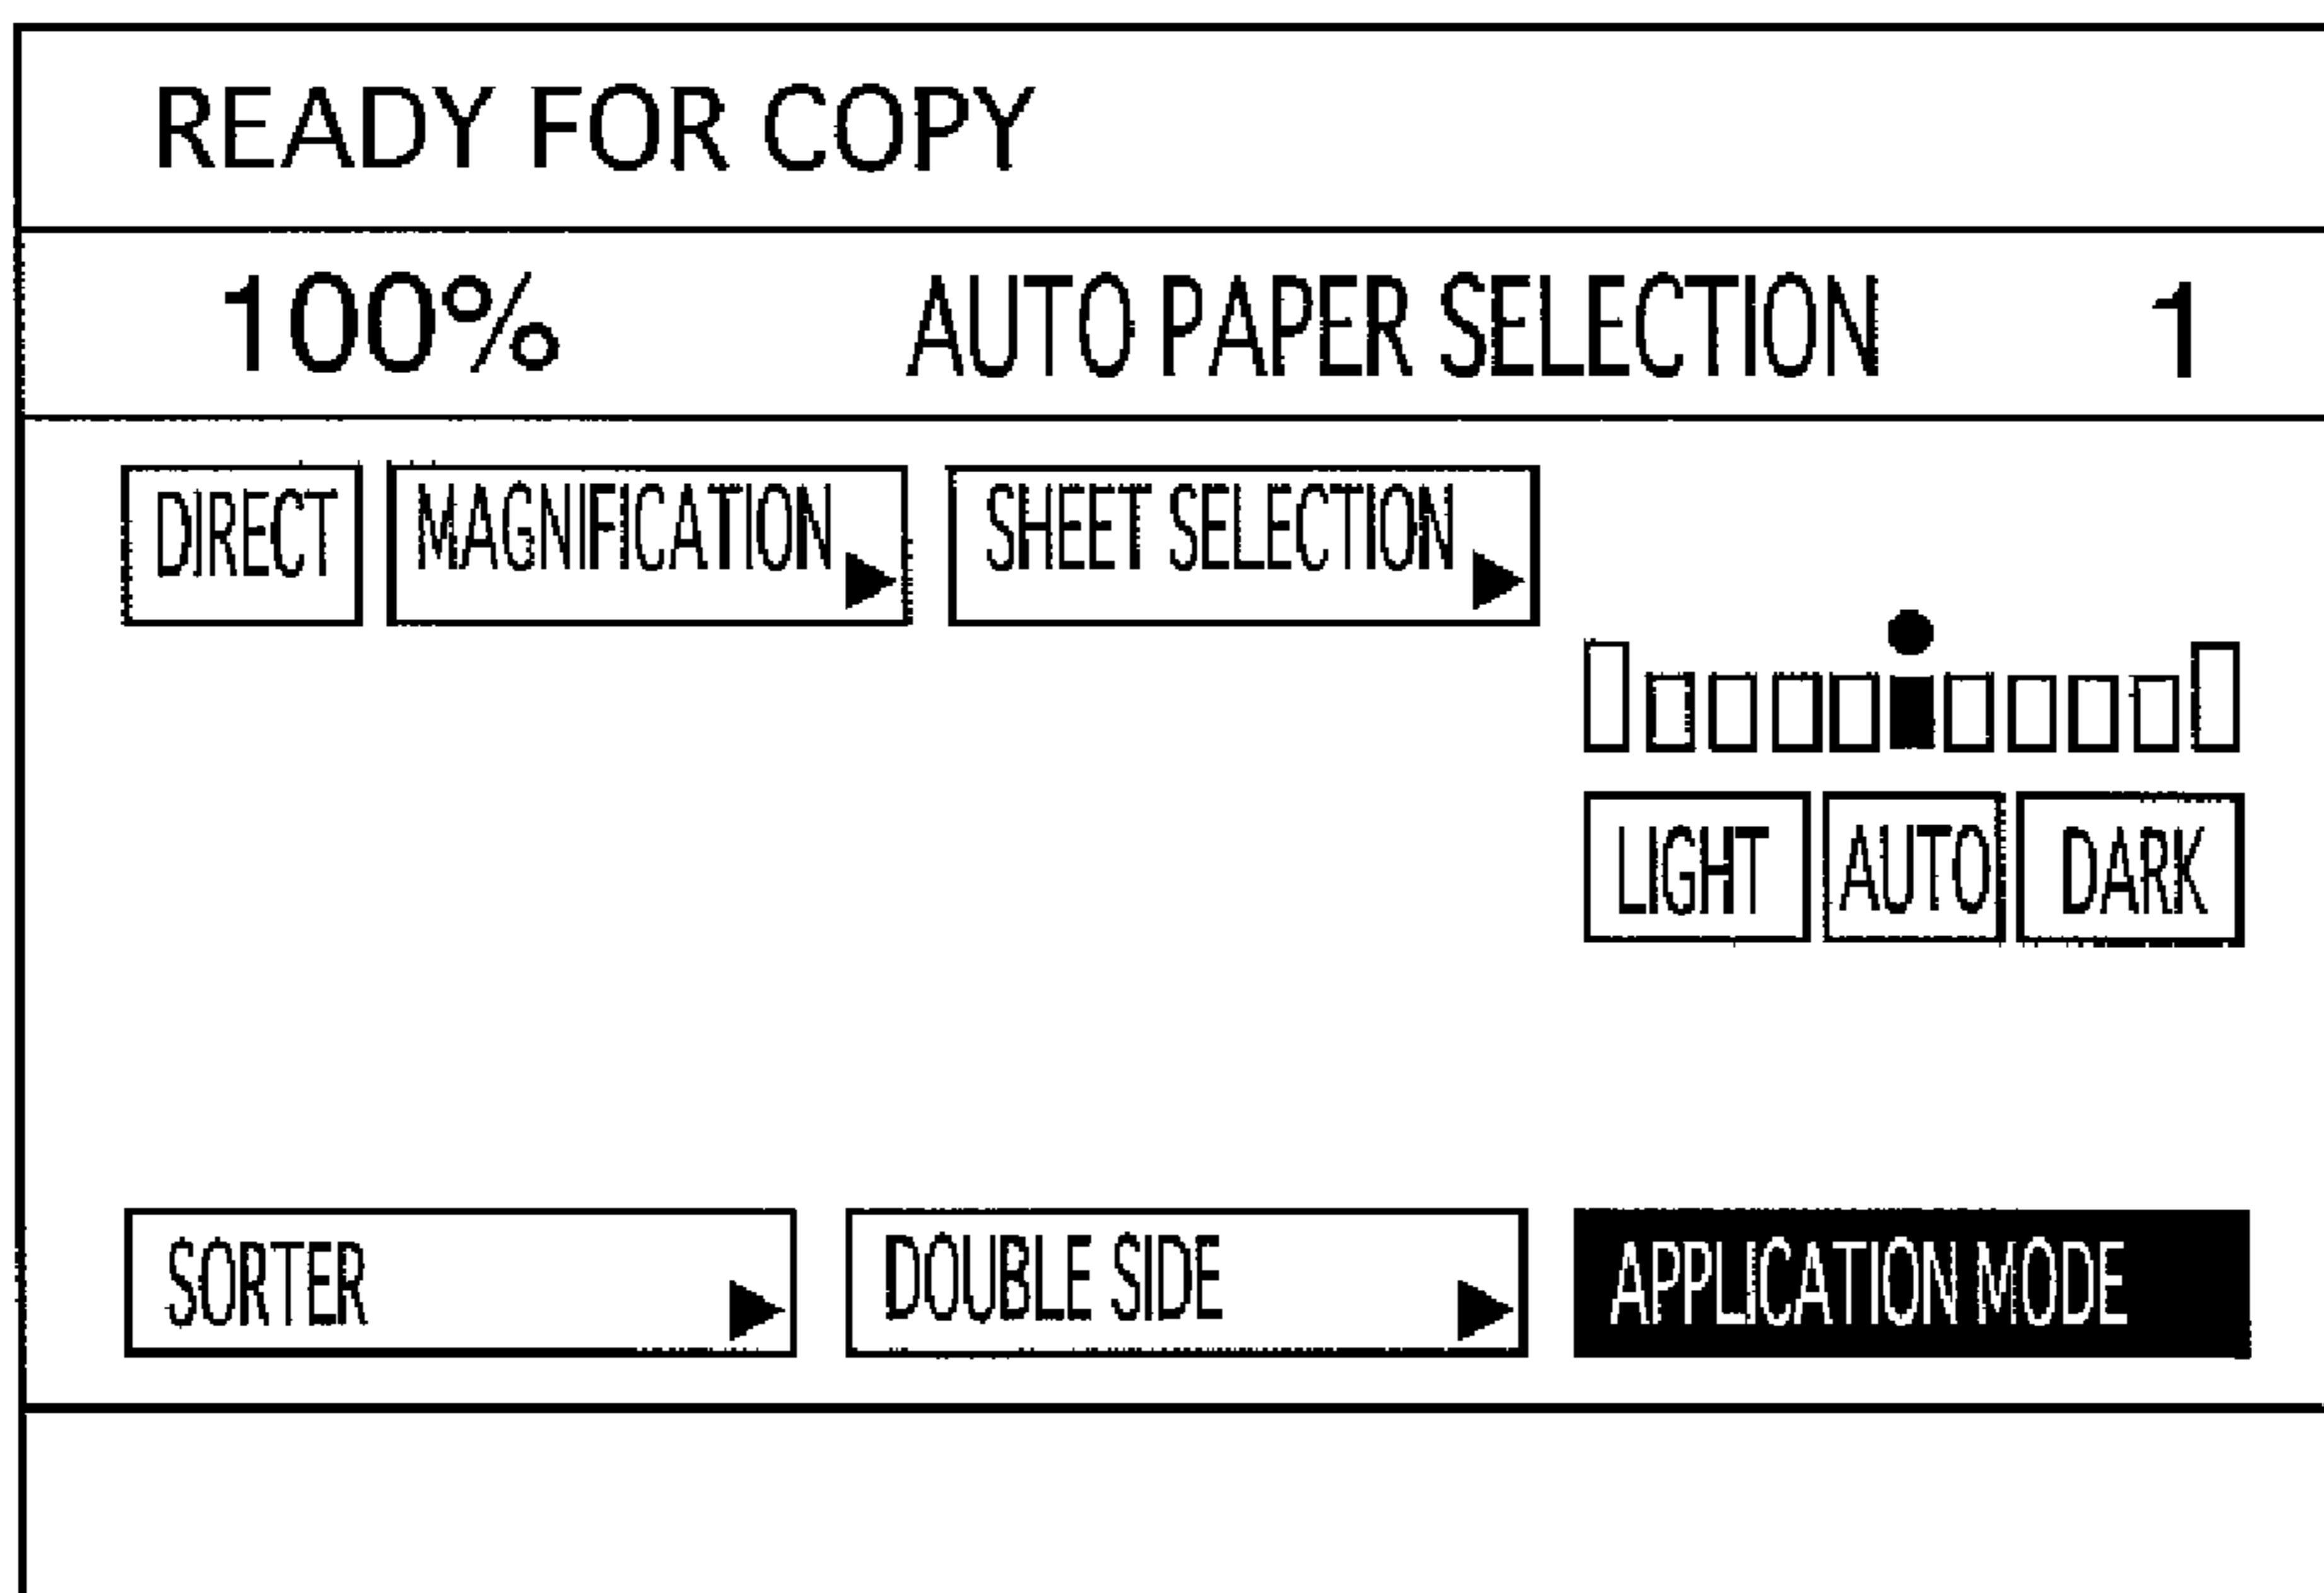 READY FOR COPY
100% AUTO PAPER SELECTION 1
DIRECT MAGNIFICATION SHEET SELECTION
LIGHT AUTO DARK
SORTER DOUBLE SIDE APPLICATION MODE